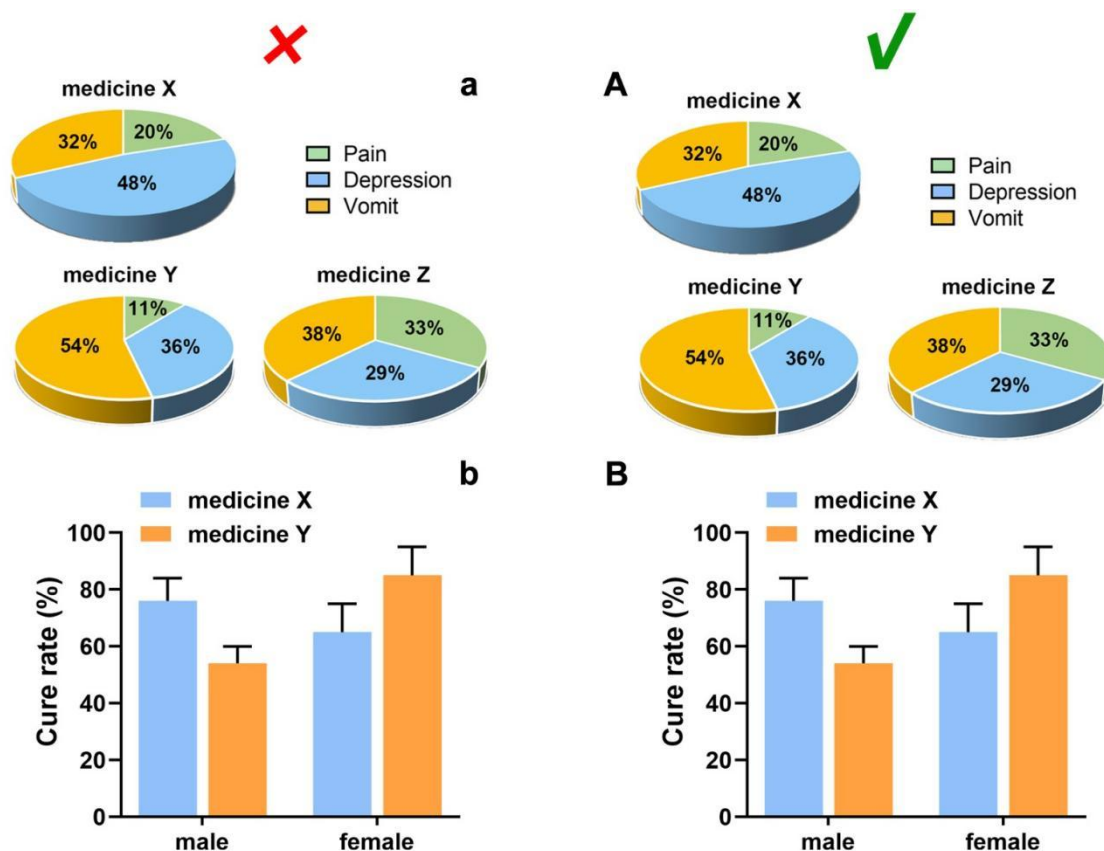 a
medicine X
32%
20%
48%
Pain
Depression
Vomit
medicine Y
11%
54%
36%
medicine Z
38%
33%
29%
b
medicine X
medicine Y
Cure rate (%)
100
80
60
40
20
0
male
female
A
medicine X
32%
20%
48%
Pain
Depression
Vomit
medicine Y
11%
54%
36%
medicine Z
38%
33%
29%
B
medicine X
medicine Y
Cure rate (%)
100
80
60
40
20
0
male
female